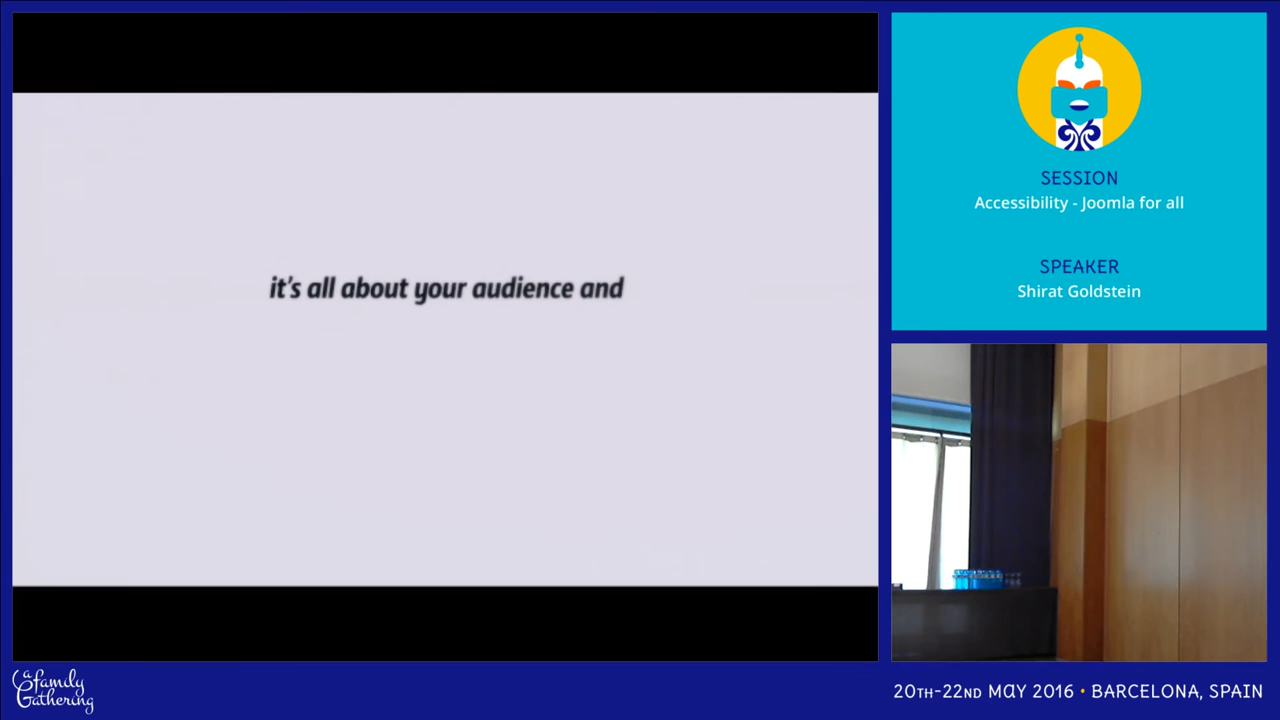 it's all about your audience and
SESSION
Accessibility - Joomla for all
SPEAKER
Shirat Goldstein
a family
Gathering
20TH-22ND MAY 2016 • BARCELONA, SPAIN